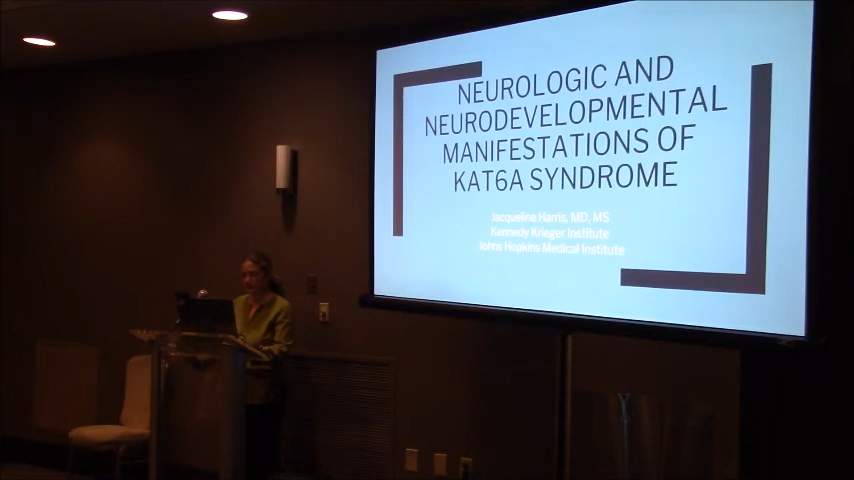 NEUROLOGIC AND
NEURODEVELOPMENTAL
MANIFESTATIONS OF
KAT6A SYNDROME
Jacqueline Harris, MD, MS
Kennedy Krieger Institute
Johns Hopkins Medical Institute